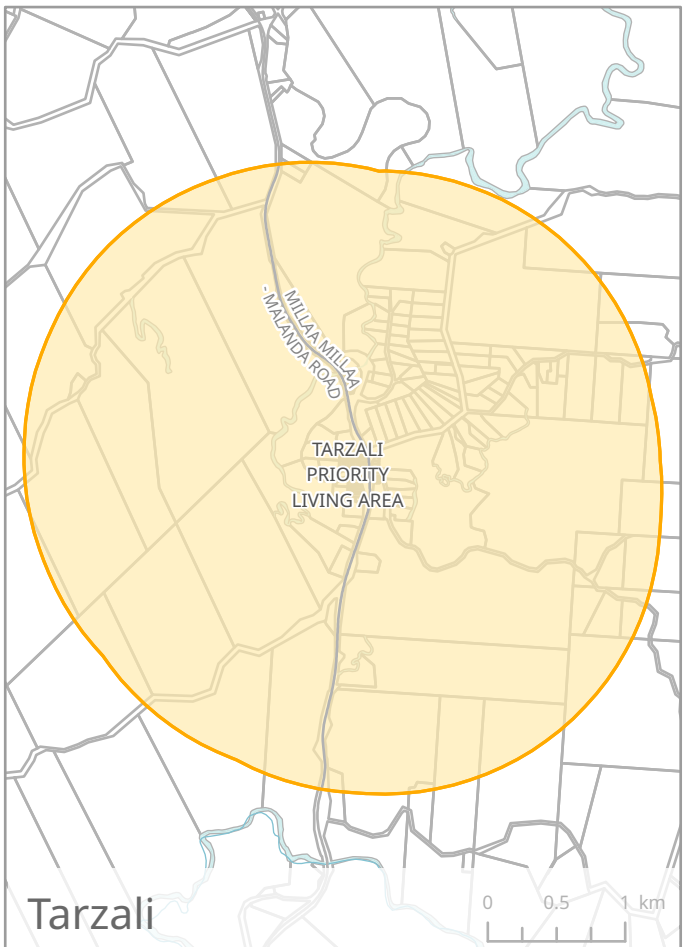 MILLAA MILLAA
- MALANDA ROAD
TARZALI
PRIORITY
LIVING AREA
Tarzali
0 0.5 1 km